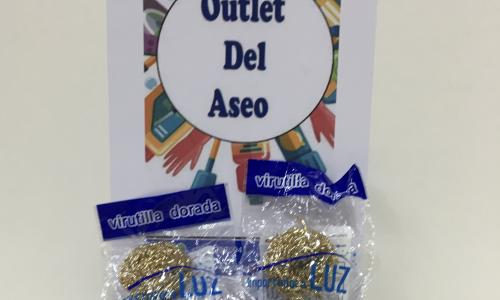 Outlet
Del
Aseo
virutilla dorada
virutilla dorada
LUZ
LUZ